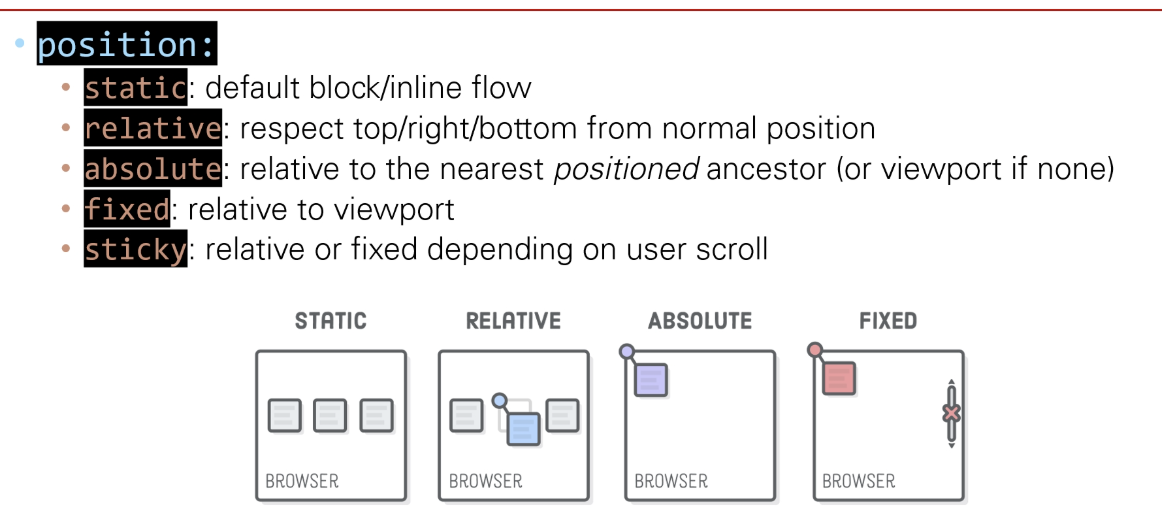 • position:
• static: default block/inline flow
• relative: respect top/right/bottom from normal position
• absolute: relative to the nearest positioned ancestor (or viewport if none)
• fixed: relative to viewport
• sticky: relative or fixed depending on user scroll
STATIC RELATIVE ABSOLUTE FIXED
BROWSER BROWSER BROWSER BROWSER